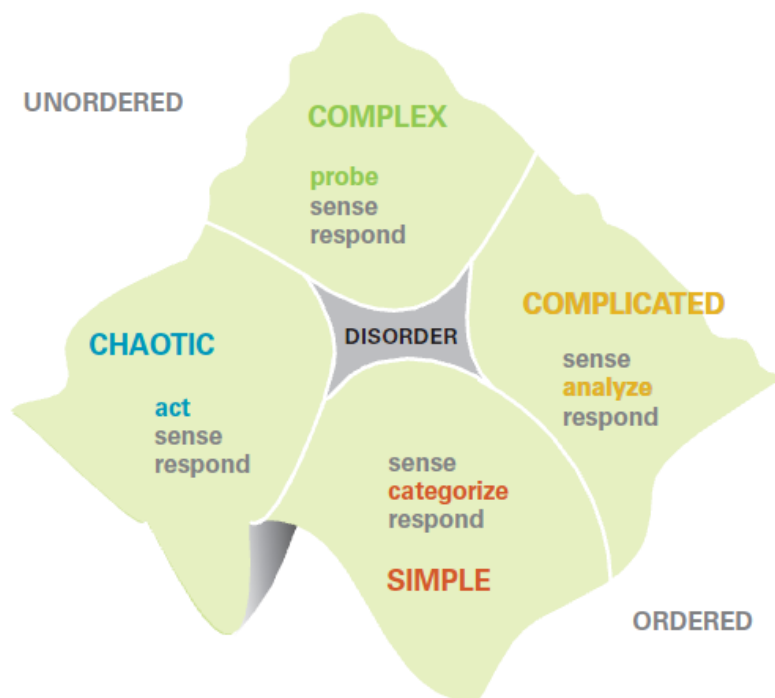 UNORDERED
COMPLEX
probe
sense
respond
COMPLICATED
sense
analyze
respond
DISORDER
CHAOTIC
act
sense
respond
sense
categorize
respond
SIMPLE
ORDERED